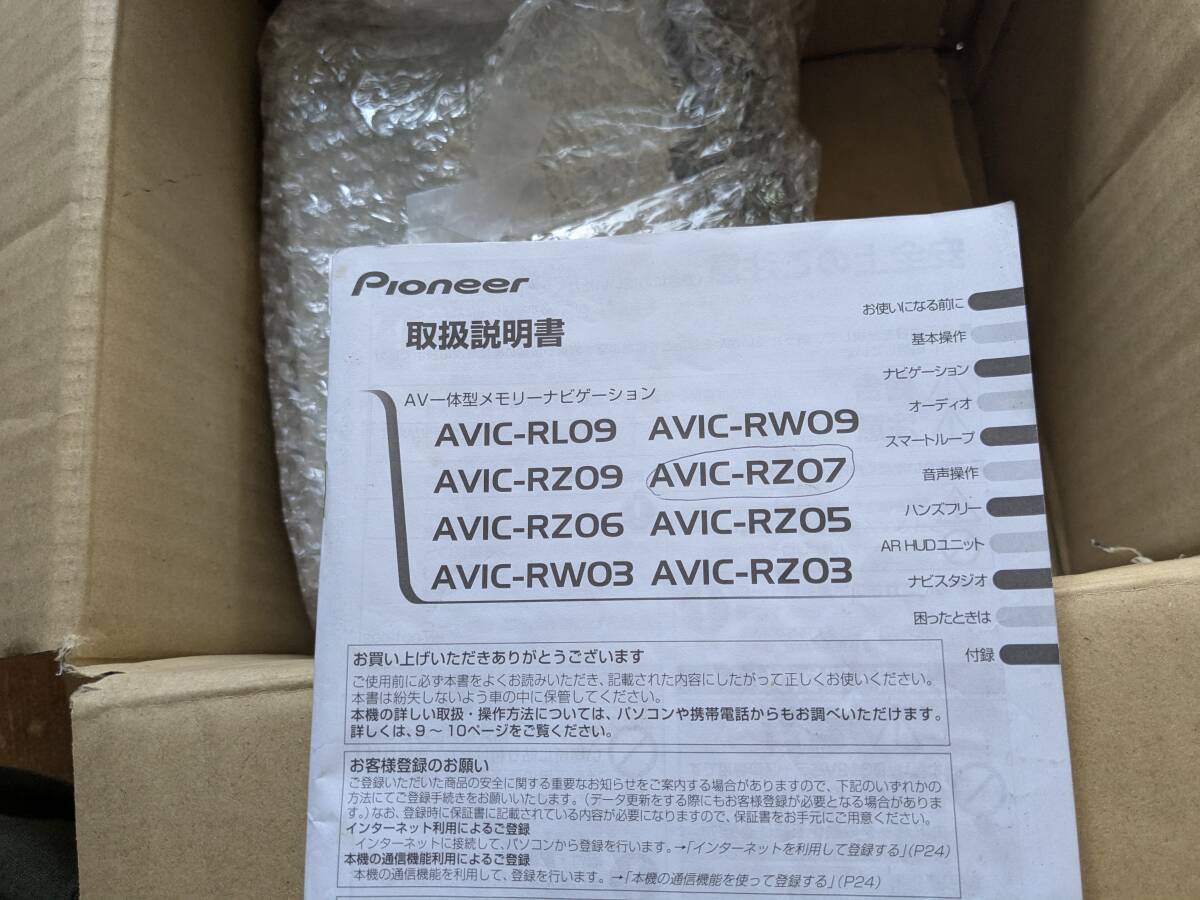 Pioneer
取扱説明書
AV一体型メモリーナビゲーション
AVIC-RL09 AVIC-RW09
AVIC-RZ09 AVIC-RZ07
AVIC-RZ06 AVIC-RZ05
AVIC-RW03 AVIC-RZ03
お使いになる前に
基本操作
ナビゲーション
オーディオ
スマートループ
音声操作
ハンズフリー
AR HUDユニット
ナビスタジオ
困ったときは
付録
お買い上げいただきありがとうございます
ご使用前に必ず本書をよくお読みいただき、記載された内容にしたがって正しくお使いください。
本書は紛失しないよう車の中に保管してください。
本機の詳しい取扱・操作方法については、パソコンや携帯電話からもお調べいただけます。
詳しくは、9～10ページをご覧ください。
お客様登録のお願い
ご登録いただいた商品の安全に関する重要なお知らせをご案内する場合がありますので、下記のいずれかの
方法にてご登録手続きをお願いいたします。(データ更新をする際にもお客様登録が必要となる場合がありま
す。)なお、登録時に保証書に記載されている内容が必要になりますので、保証書をお手元にご用意ください。
インターネット利用によるご登録
インターネットに接続して、パソコンから登録を行います。→「インターネットを利用して登録する」(P24)
本機の通信機能利用によるご登録
本機の通信機能を利用して、登録を行います。→「本機の通信機能を使って登録する」(P24)